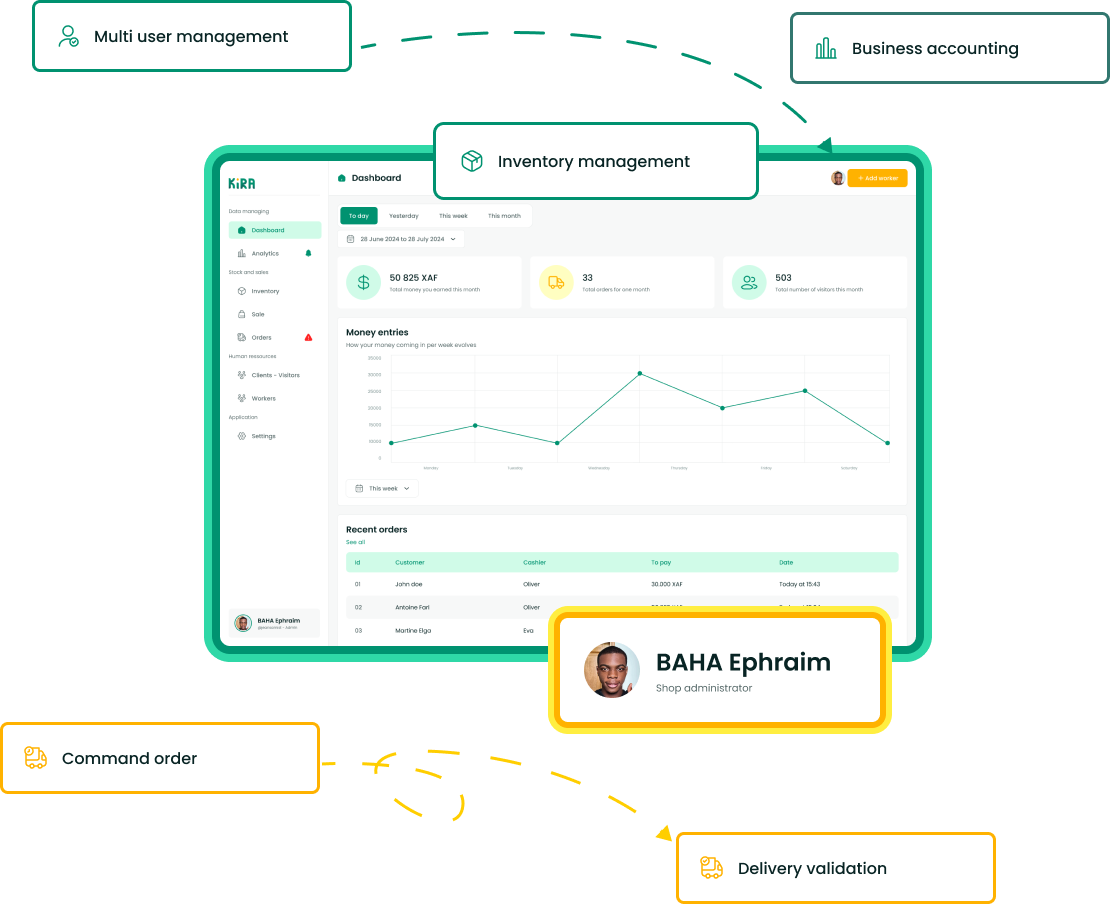 Multi user management
Business accounting
Inventory management
KiRA
Dashboard
+ Add worker
Data managing
Dashboard
Analytics
Stock and sales
Inventory
Sale
Orders
Human ressources
Clients - Visitors
Workers
Application
Settings
To day
Yesterday
This week
This month
28 June 2024 to 28 July 2024
50 825 XAF
Total money you earned this month
33
Total orders for one month
503
Total number of visitors this month
Money entries
How your money coming in per week evolves
35000
30000
25000
20000
15000
10000
0
Monday
Tuesday
Wednesday
Thursday
Friday
Saturday
This week
Recent orders
See all
Id Customer Cashier To pay Date
01 John doe Oliver 30.000 XAF Today at 15:43
02 Antoine Farl Oliver
03 Martine Elga Eva
BAHA Ephraim
BAHA Ephraim
Shop administrator
Command order
Delivery validation